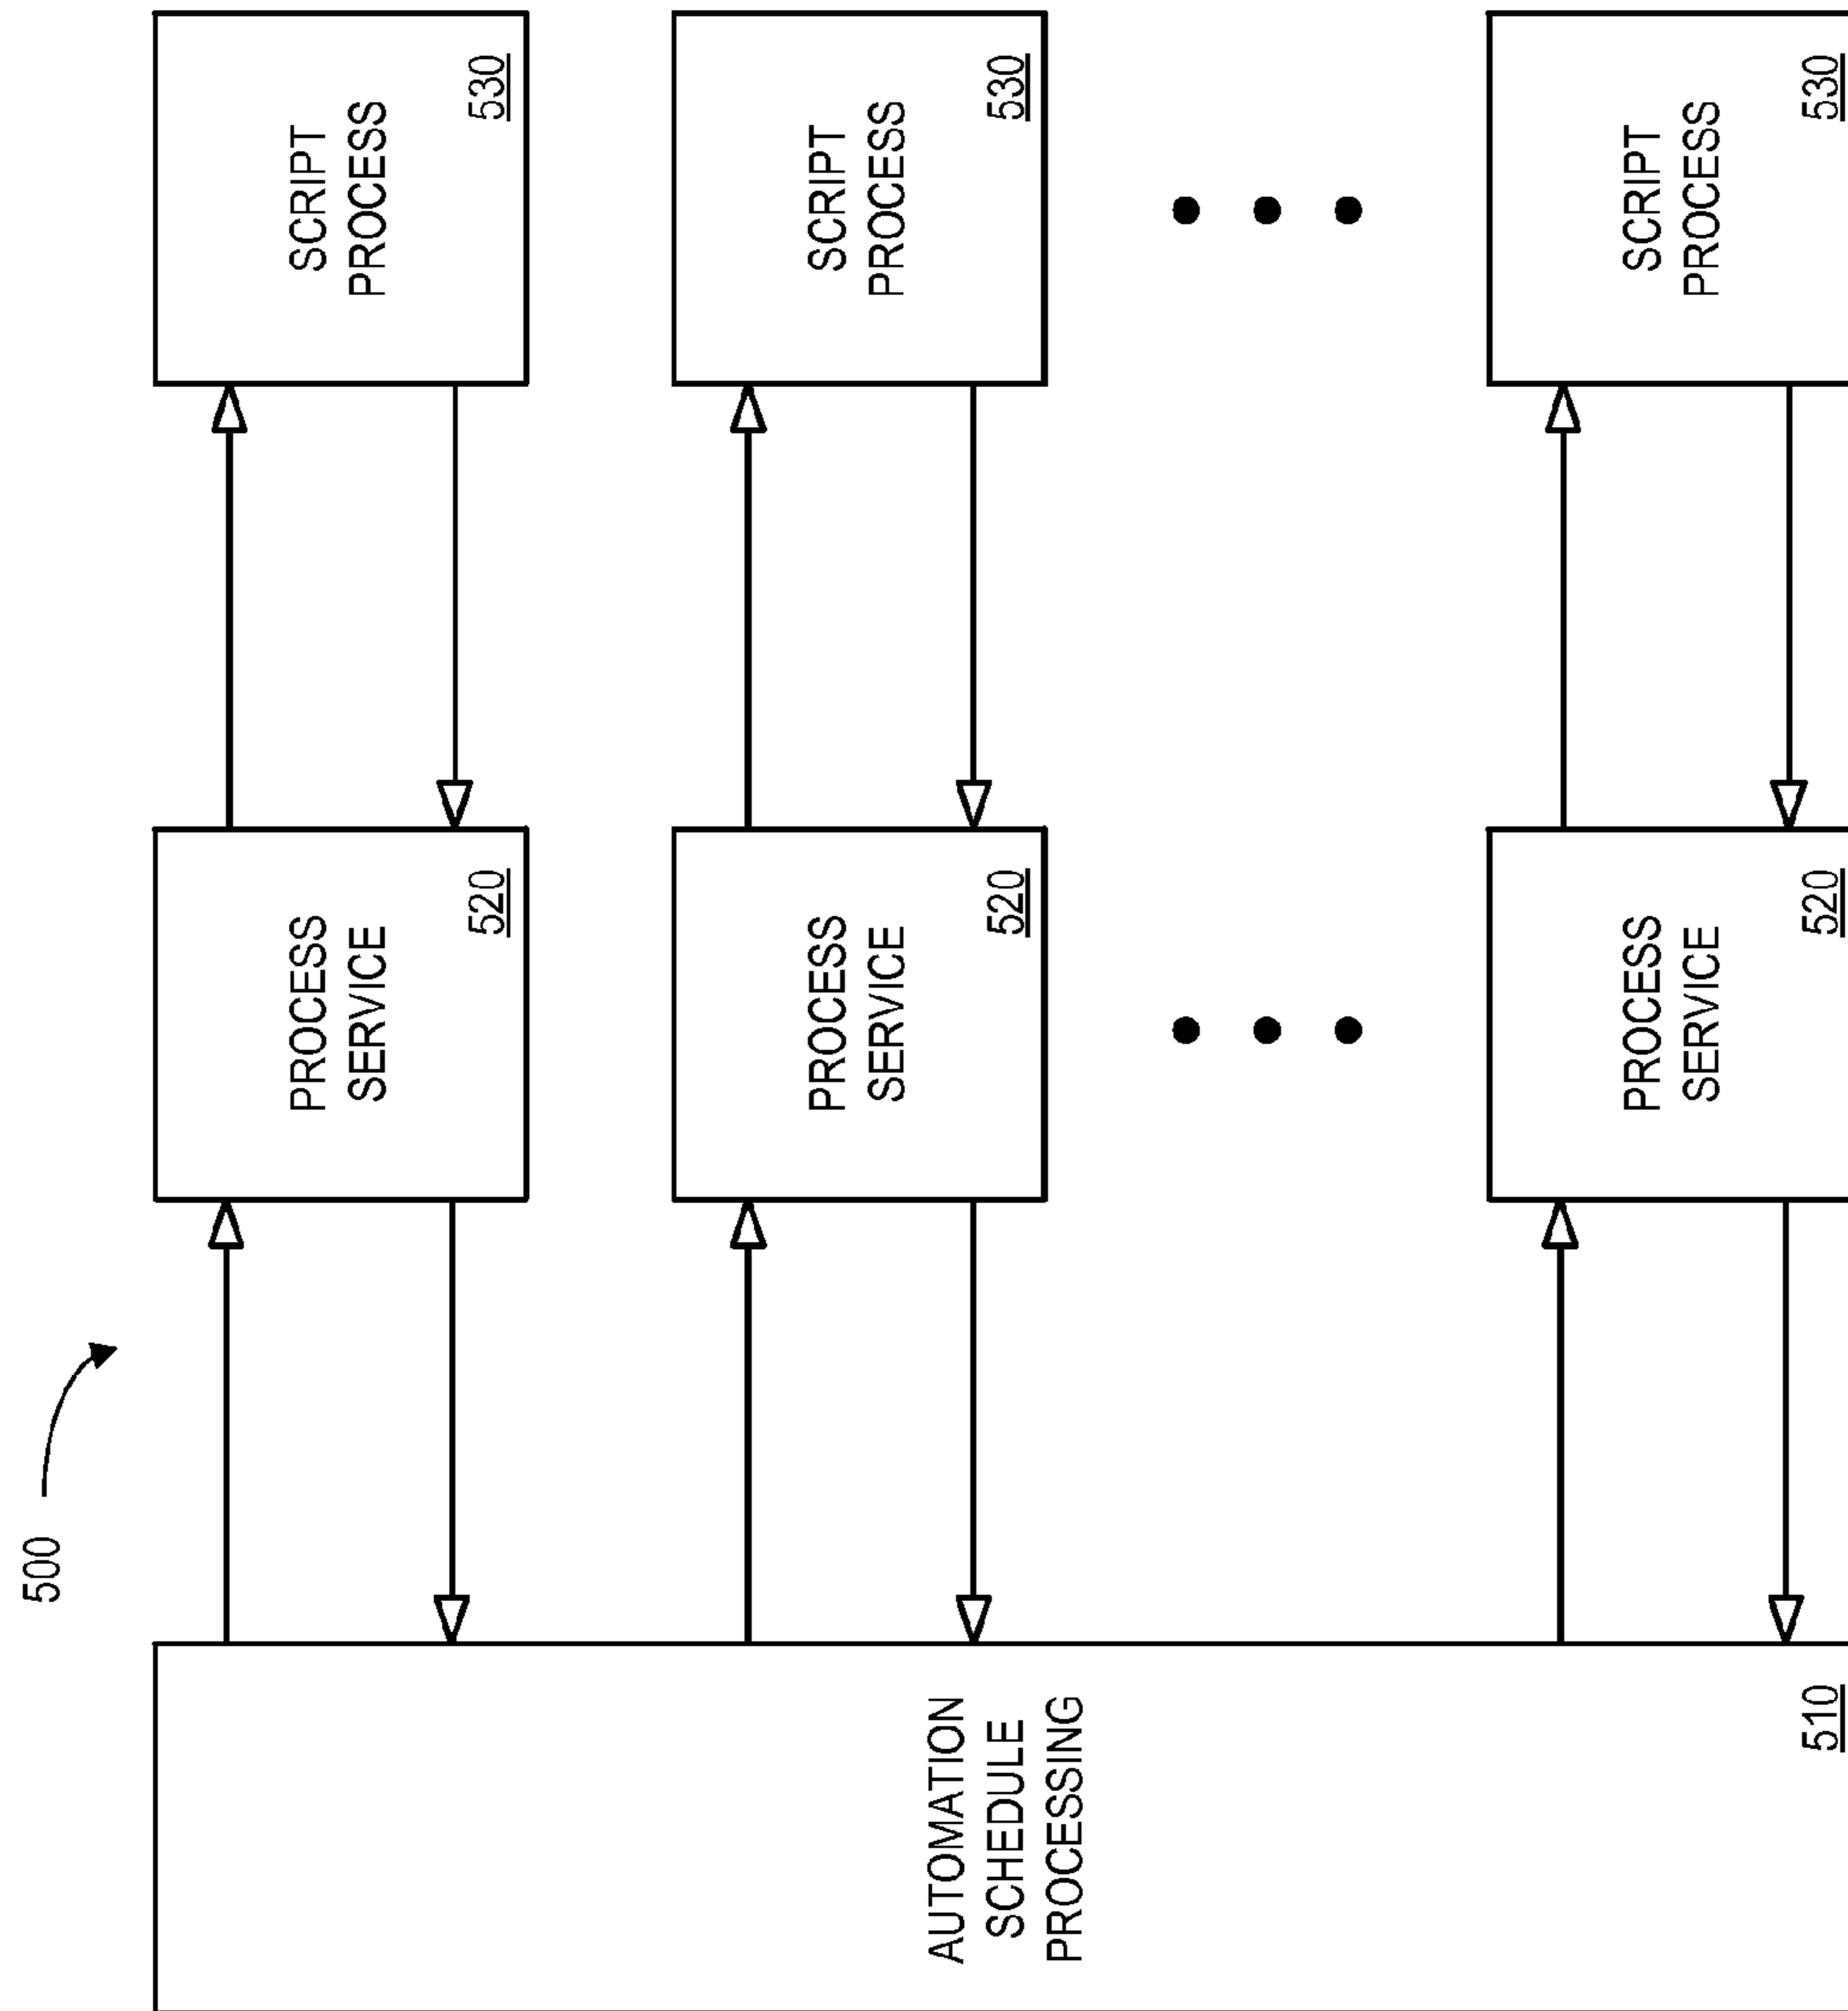 500
AUTOMATION
SCHEDULE
PROCESSING
510
PROCESS
SERVICE
520
SCRIPT
PROCESS
530
PROCESS
SERVICE
520
SCRIPT
PROCESS
530
PROCESS
SERVICE
520
SCRIPT
PROCESS
530